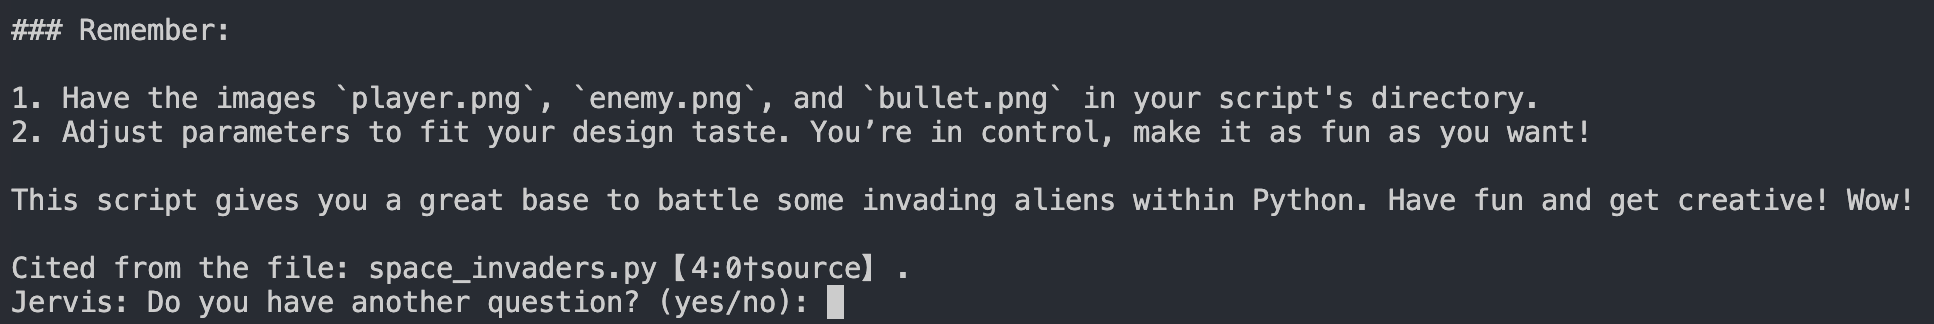 ### Remember:
1. Have the images `player.png`, `enemy.png`, and `bullet.png` in your script's directory.
2. Adjust parameters to fit your design taste. You’re in control, make it as fun as you want!
This script gives you a great base to battle some invading aliens within Python. Have fun and get creative! Wow!
Cited from the file: space_invaders.py【4:0†source】.
Jervis: Do you have another question? (yes/no):